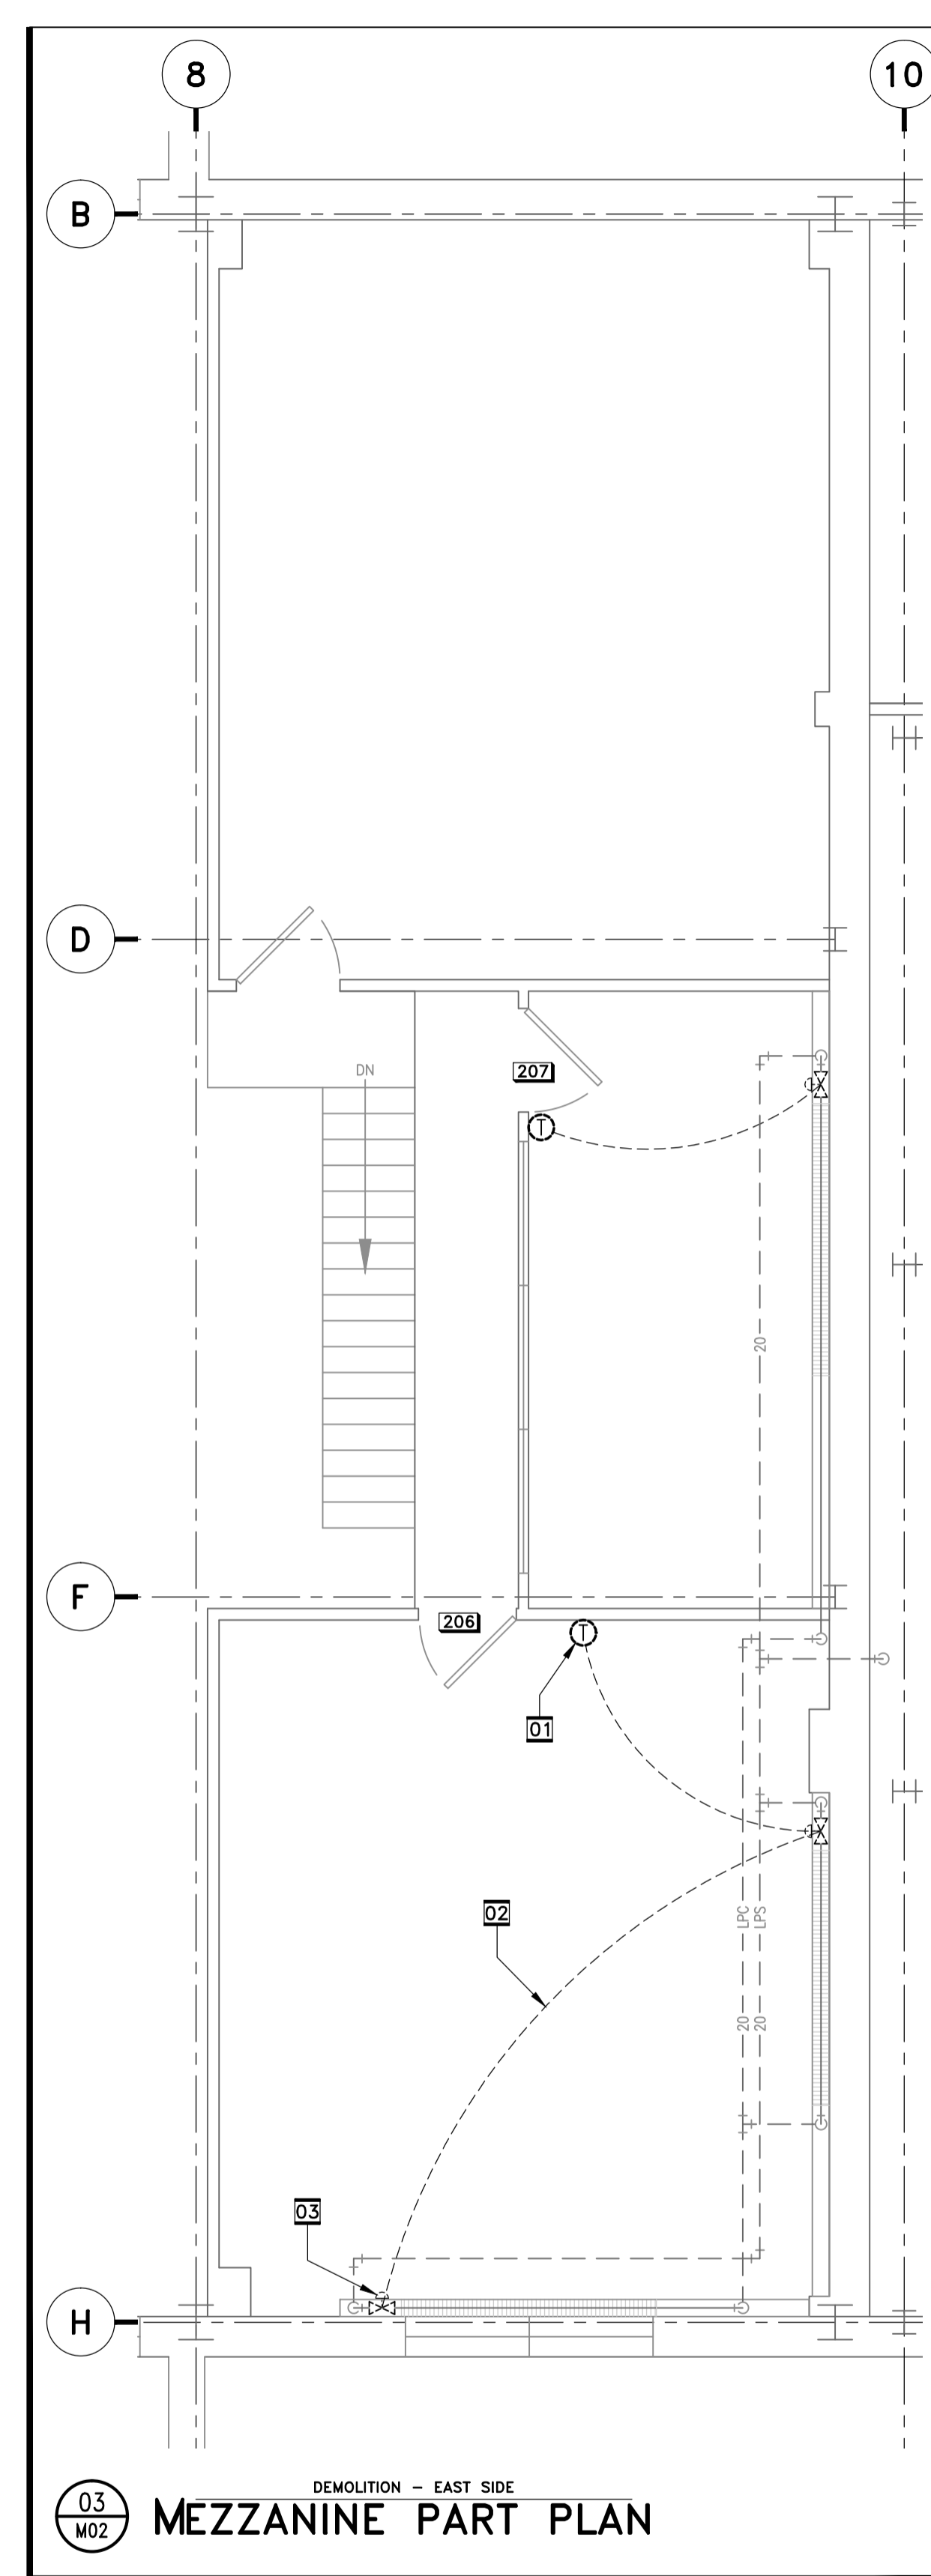 8
10
B
D
DN
207
T
20
F
206
T
01
02
LPC
LPS
20
20
03
H
DEMOLITION – EAST SIDE
03
M02
MEZZANINE PART PLAN